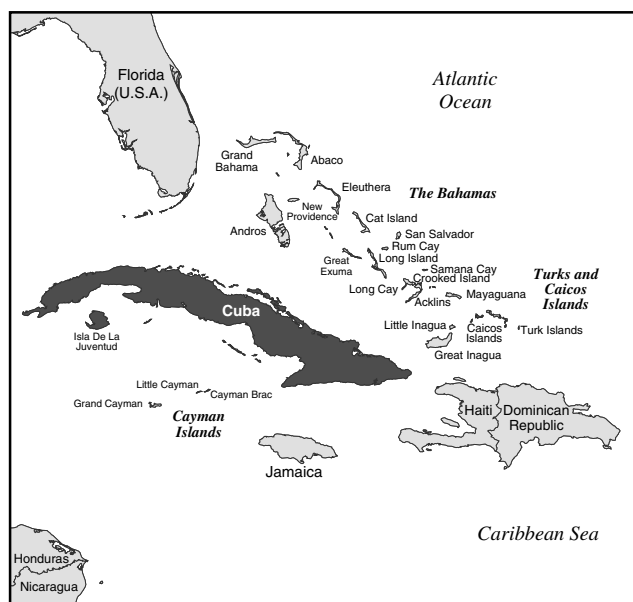 Florida
(U.S.A.)
Atlantic
Ocean
Grand
Bahama
Abaco
Eleuthera
The Bahamas
New
Providence
Andros
Cat Island
San Salvador
Rum Cay
Great
Exuma
Long Island
Samana Cay
Crooked Island
Long Cay
Acklins
Mayaguana
Turks and
Caicos
Islands
Cuba
Isla De La
Juventud
Little Inagua
Caicos
Islands
Turk Islands
Great Inagua
Little Cayman
Cayman Brac
Grand Cayman
Cayman
Islands
Haiti
Dominican
Republic
Jamaica
Caribbean Sea
Honduras
Nicaragua